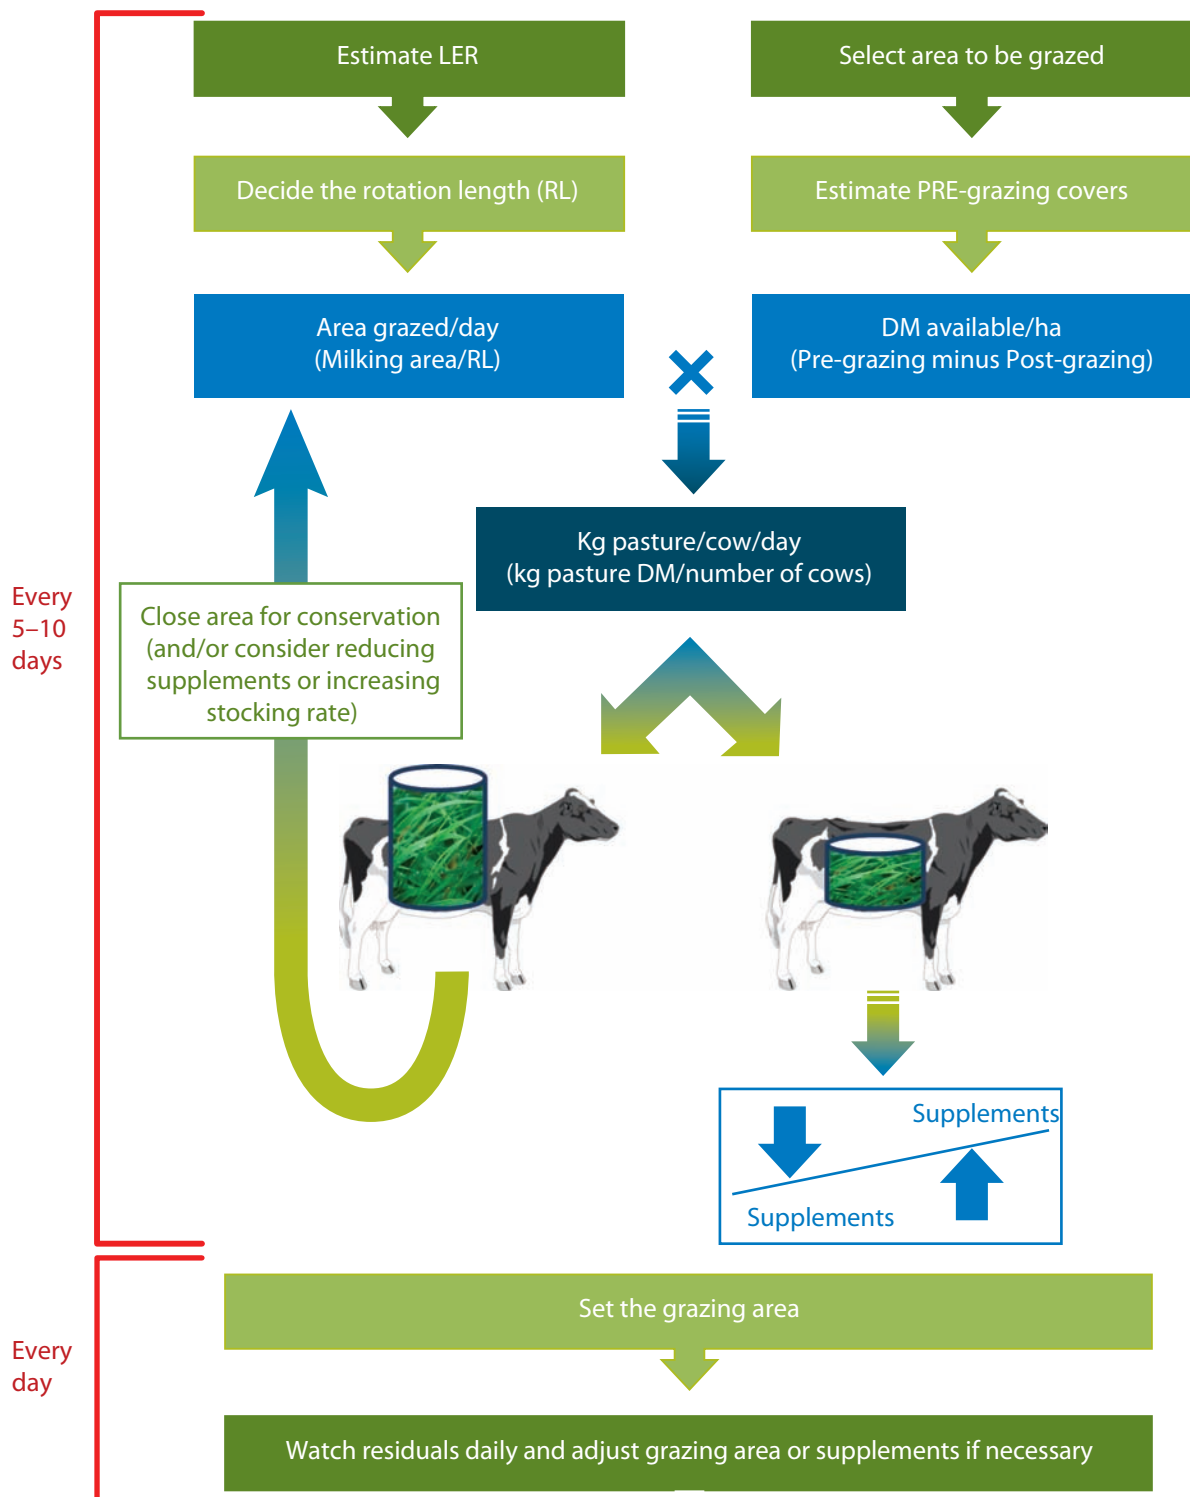 Estimate LER
Select area to be grazed
Decide the rotation length (RL)
Estimate PRE-grazing covers
Area grazed/day
(Milking area/RL)
DM available/ha
(Pre-grazing minus Post-grazing)
Kg pasture/cow/day
(kg pasture DM/number of cows)
Every
5–10
days
Close area for conservation
(and/or consider reducing
supplements or increasing
stocking rate)
Supplements
Supplements
Set the grazing area
Every
day
Watch residuals daily and adjust grazing area or supplements if necessary